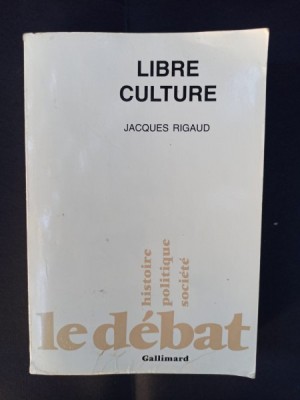 LIBRE
CULTURE
JACQUES RIGAUD
histoire
politique
société
le débat
Gallimard